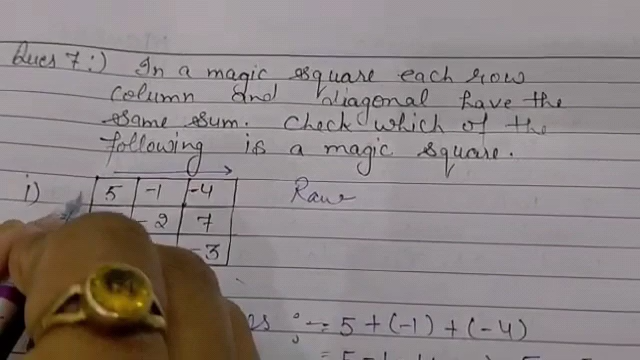 Ques 7:) In a magic square each row
column and diagonal have the
same sum. Check which of the
following is a magic square.
i) 5 -1 -4 Raw
-2 7
-3
:- = 5 + (-1) + (-4)